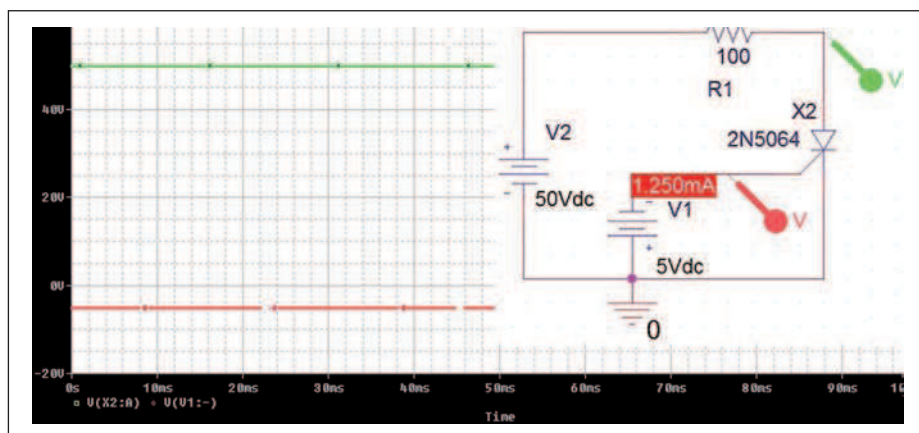 40V
20V
0V
-20V
0s 10ms 20ms 30ms 40ms 50ms 60ms 70ms 80ms 90ms
V(X2:A) V(V1:-)
Time
100
R1
V
X2
2N5064
V2
+
-
50Vdc
1.250mA
-
V1
V
+
5Vdc
0